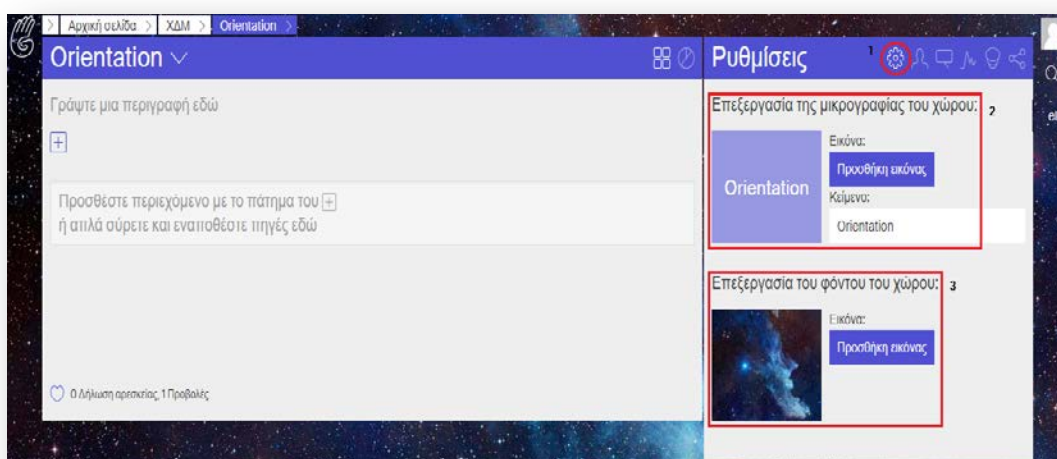 Αρχική σελίδα > ΧΔΜ > Orientation >
Orientation
Γράψτε μια περιγραφή εδώ
Προσθέστε περιεχόμενο με το πάτημα του
ή απλά σύρετε και εναποθέστε πηγές εδώ
0 Δήλωση αρεσκείας, 1 Προβολές
Ρυθμίσεις 1
Επεξεργασία της μικρογραφίας του χώρου: 2
Orientation
Εικόνα:
Προσθήκη εικόνας
Κείμενο:
Orientation
Επεξεργασία του φόντου του χώρου: 3
Εικόνα:
Προσθήκη εικόνας